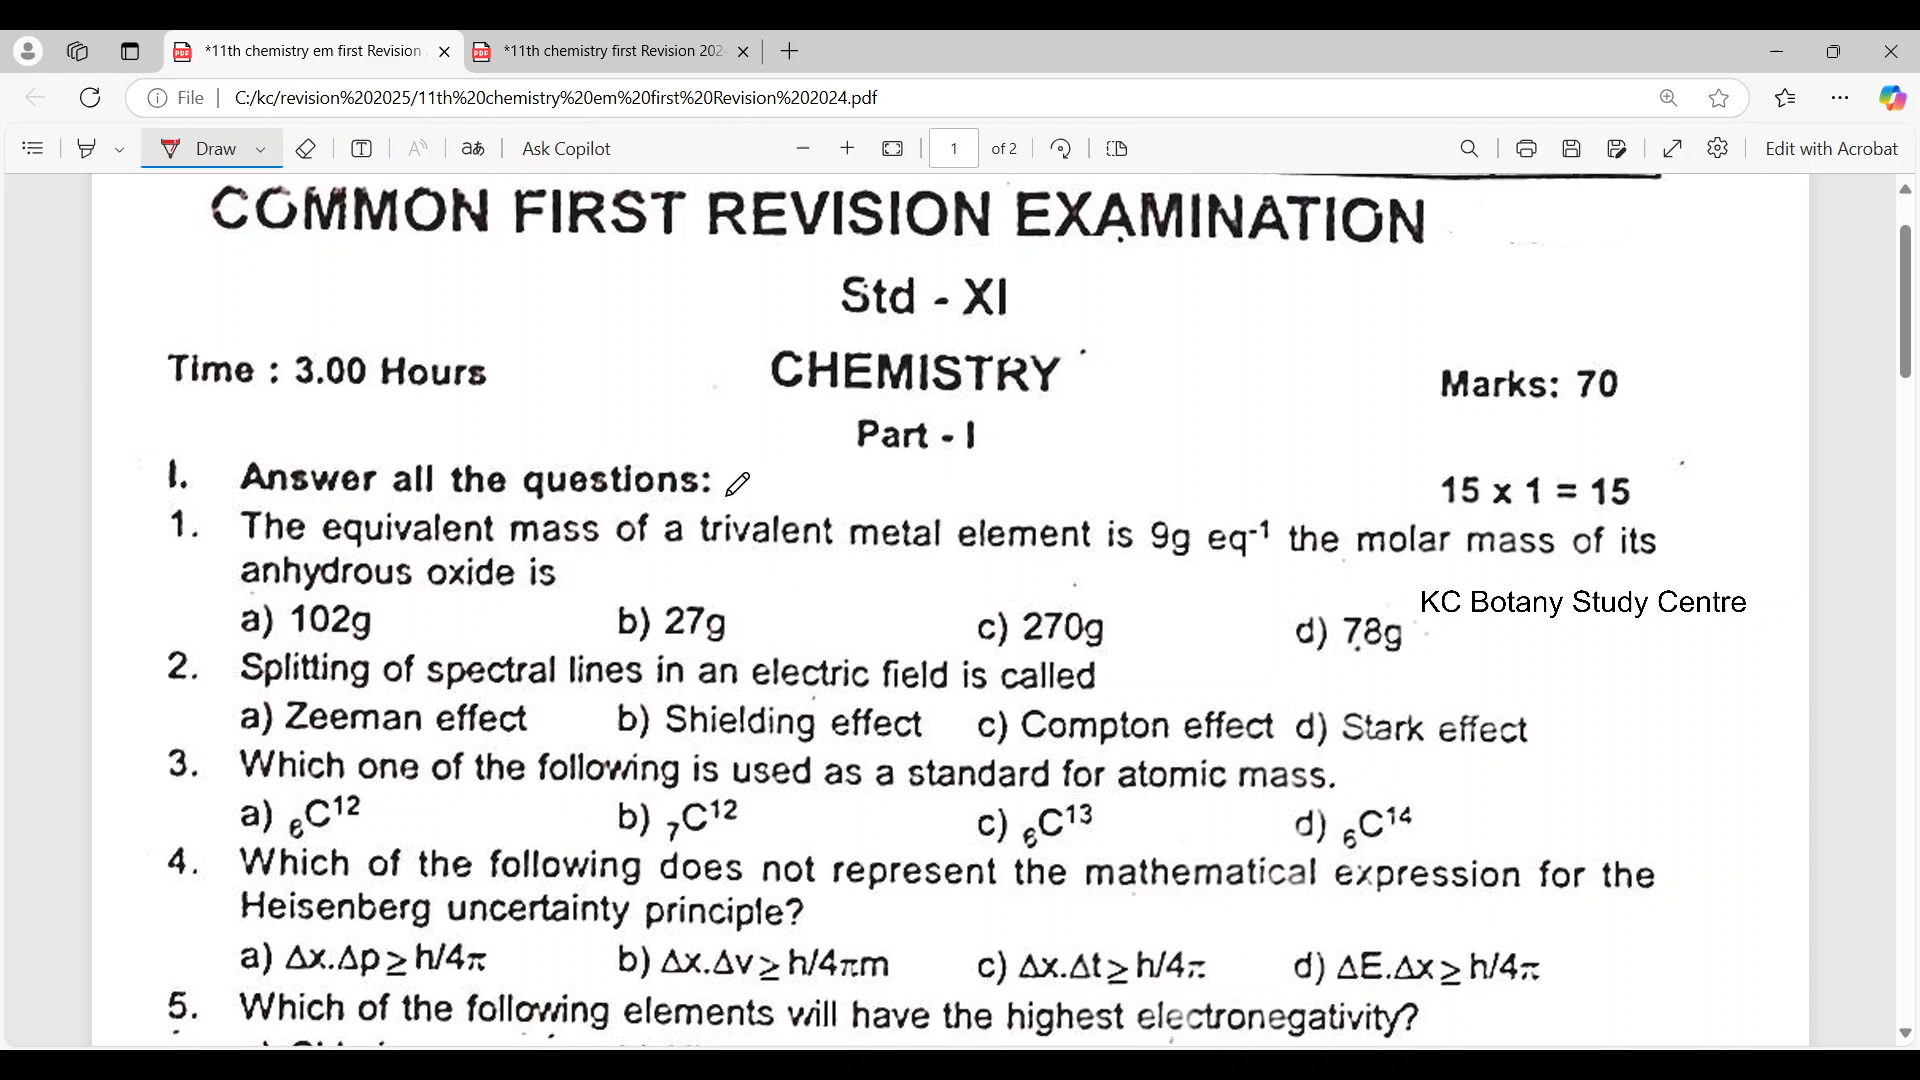 *11th chemistry em first Revision
*11th chemistry first Revision 202
File
C:/kc/revision%202025/11th%20chemistry%20em%20first%20Revision%202024.pdf
Draw
Ask Copilot
1
of 2
Edit with Acrobat
COMMON FIRST REVISION EXAMINATION
Std - XI
Time : 3.00 Hours
CHEMISTRY
Marks: 70
Part - I
I. Answer all the questions:
15 x 1 = 15
1. The equivalent mass of a trivalent metal element is 9g eq⁻¹ the molar mass of its
anhydrous oxide is
KC Botany Study Centre
a) 102g b) 27g c) 270g d) 78g
2. Splitting of spectral lines in an electric field is called
a) Zeeman effect b) Shielding effect c) Compton effect d) Stark effect
3. Which one of the following is used as a standard for atomic mass.
a) ₆C¹² b) ₇C¹² c) ₆C¹³ d) ₆C¹⁴
4. Which of the following does not represent the mathematical expression for the
Heisenberg uncertainty principle?
a) Δx.Δp ≥ h/4π b) Δx.Δv ≥ h/4πm c) Δx.Δt ≥ h/4π d) ΔE.Δx ≥ h/4π
5. Which of the following elements will have the highest electronegativity?